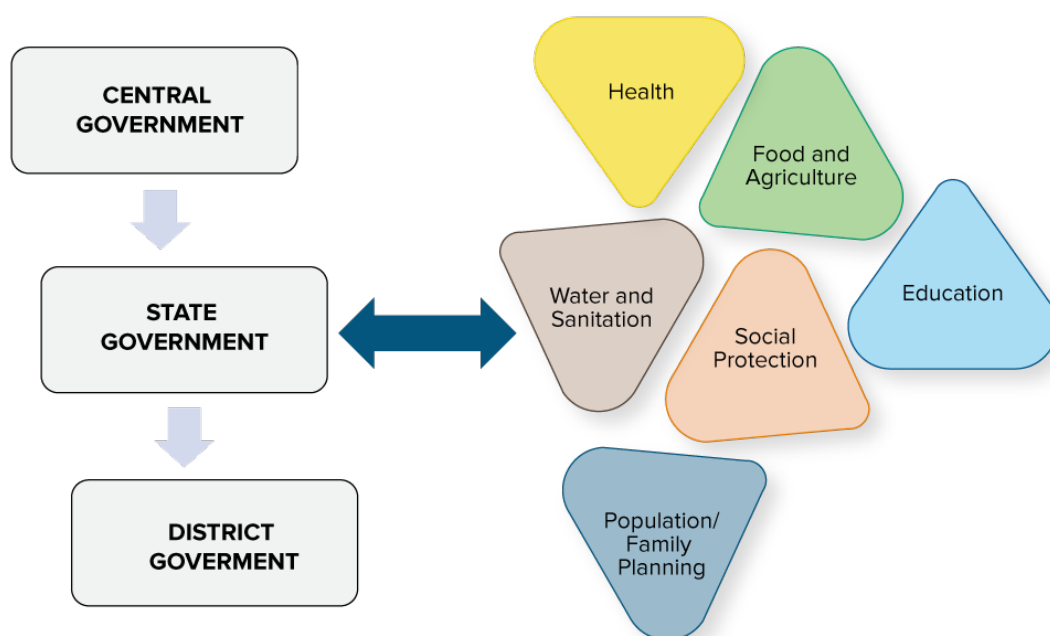 CENTRAL
GOVERNMENT
STATE
GOVERNMENT
DISTRICT
GOVERMENT
Health
Food and
Agriculture
Education
Water and
Sanitation
Social
Protection
Population/
Family
Planning